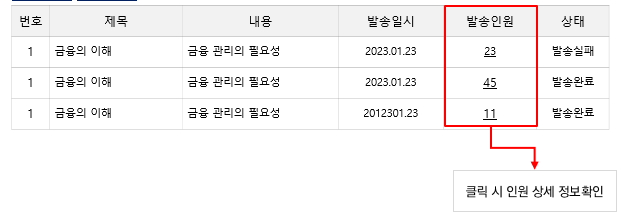 번호 제목 내용 발송일시 발송인원 상태
1 금융의 이해 금융 관리의 필요성 2023.01.23 23 발송실패
1 금융의 이해 금융 관리의 필요성 2023.01.23 45 발송완료
1 금융의 이해 금융 관리의 필요성 2012301.23 11 발송완료
클릭 시 인원 상세 정보확인